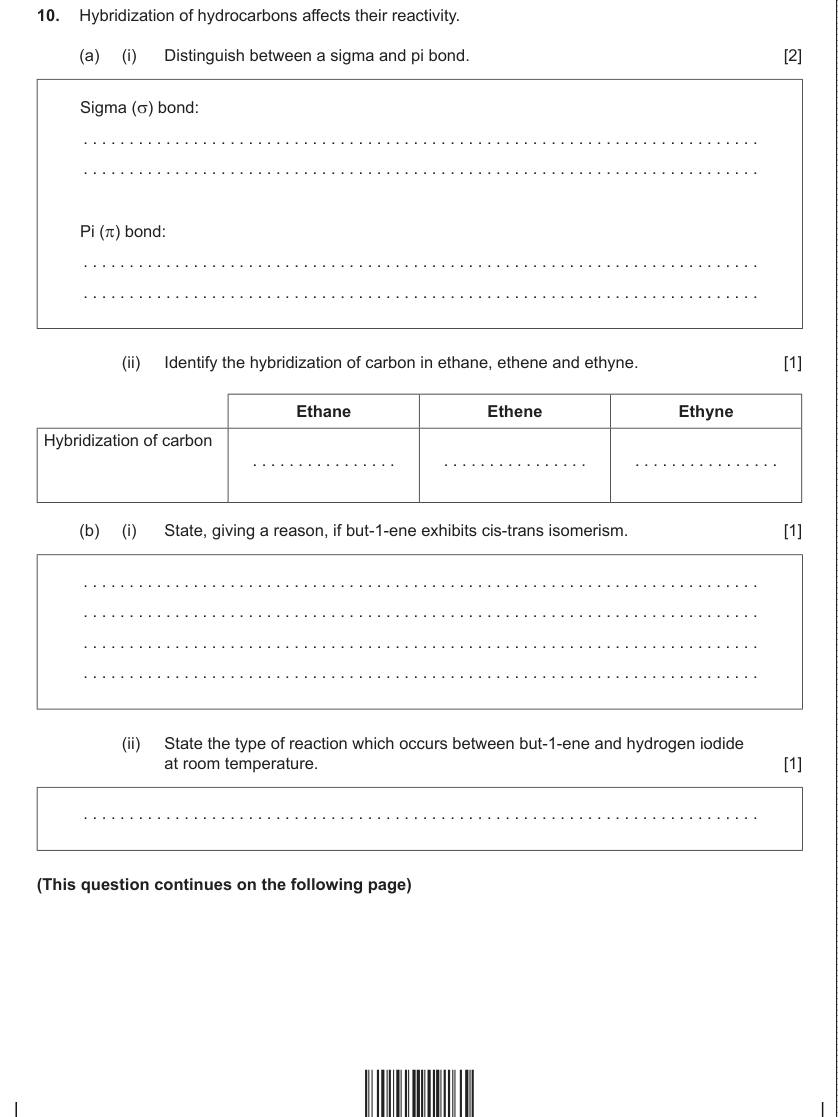 10. Hybridization of hydrocarbons affects their reactivity.
(a) (i) Distinguish between a sigma and pi bond. [2]
Sigma (σ) bond:
Pi (π) bond:
(ii) Identify the hybridization of carbon in ethane, ethene and ethyne. [1]
Ethane Ethene Ethyne
Hybridization of carbon
(b) (i) State, giving a reason, if but-1-ene exhibits cis-trans isomerism. [1]
(ii) State the type of reaction which occurs between but-1-ene and hydrogen iodide
at room temperature. [1]
(This question continues on the following page)